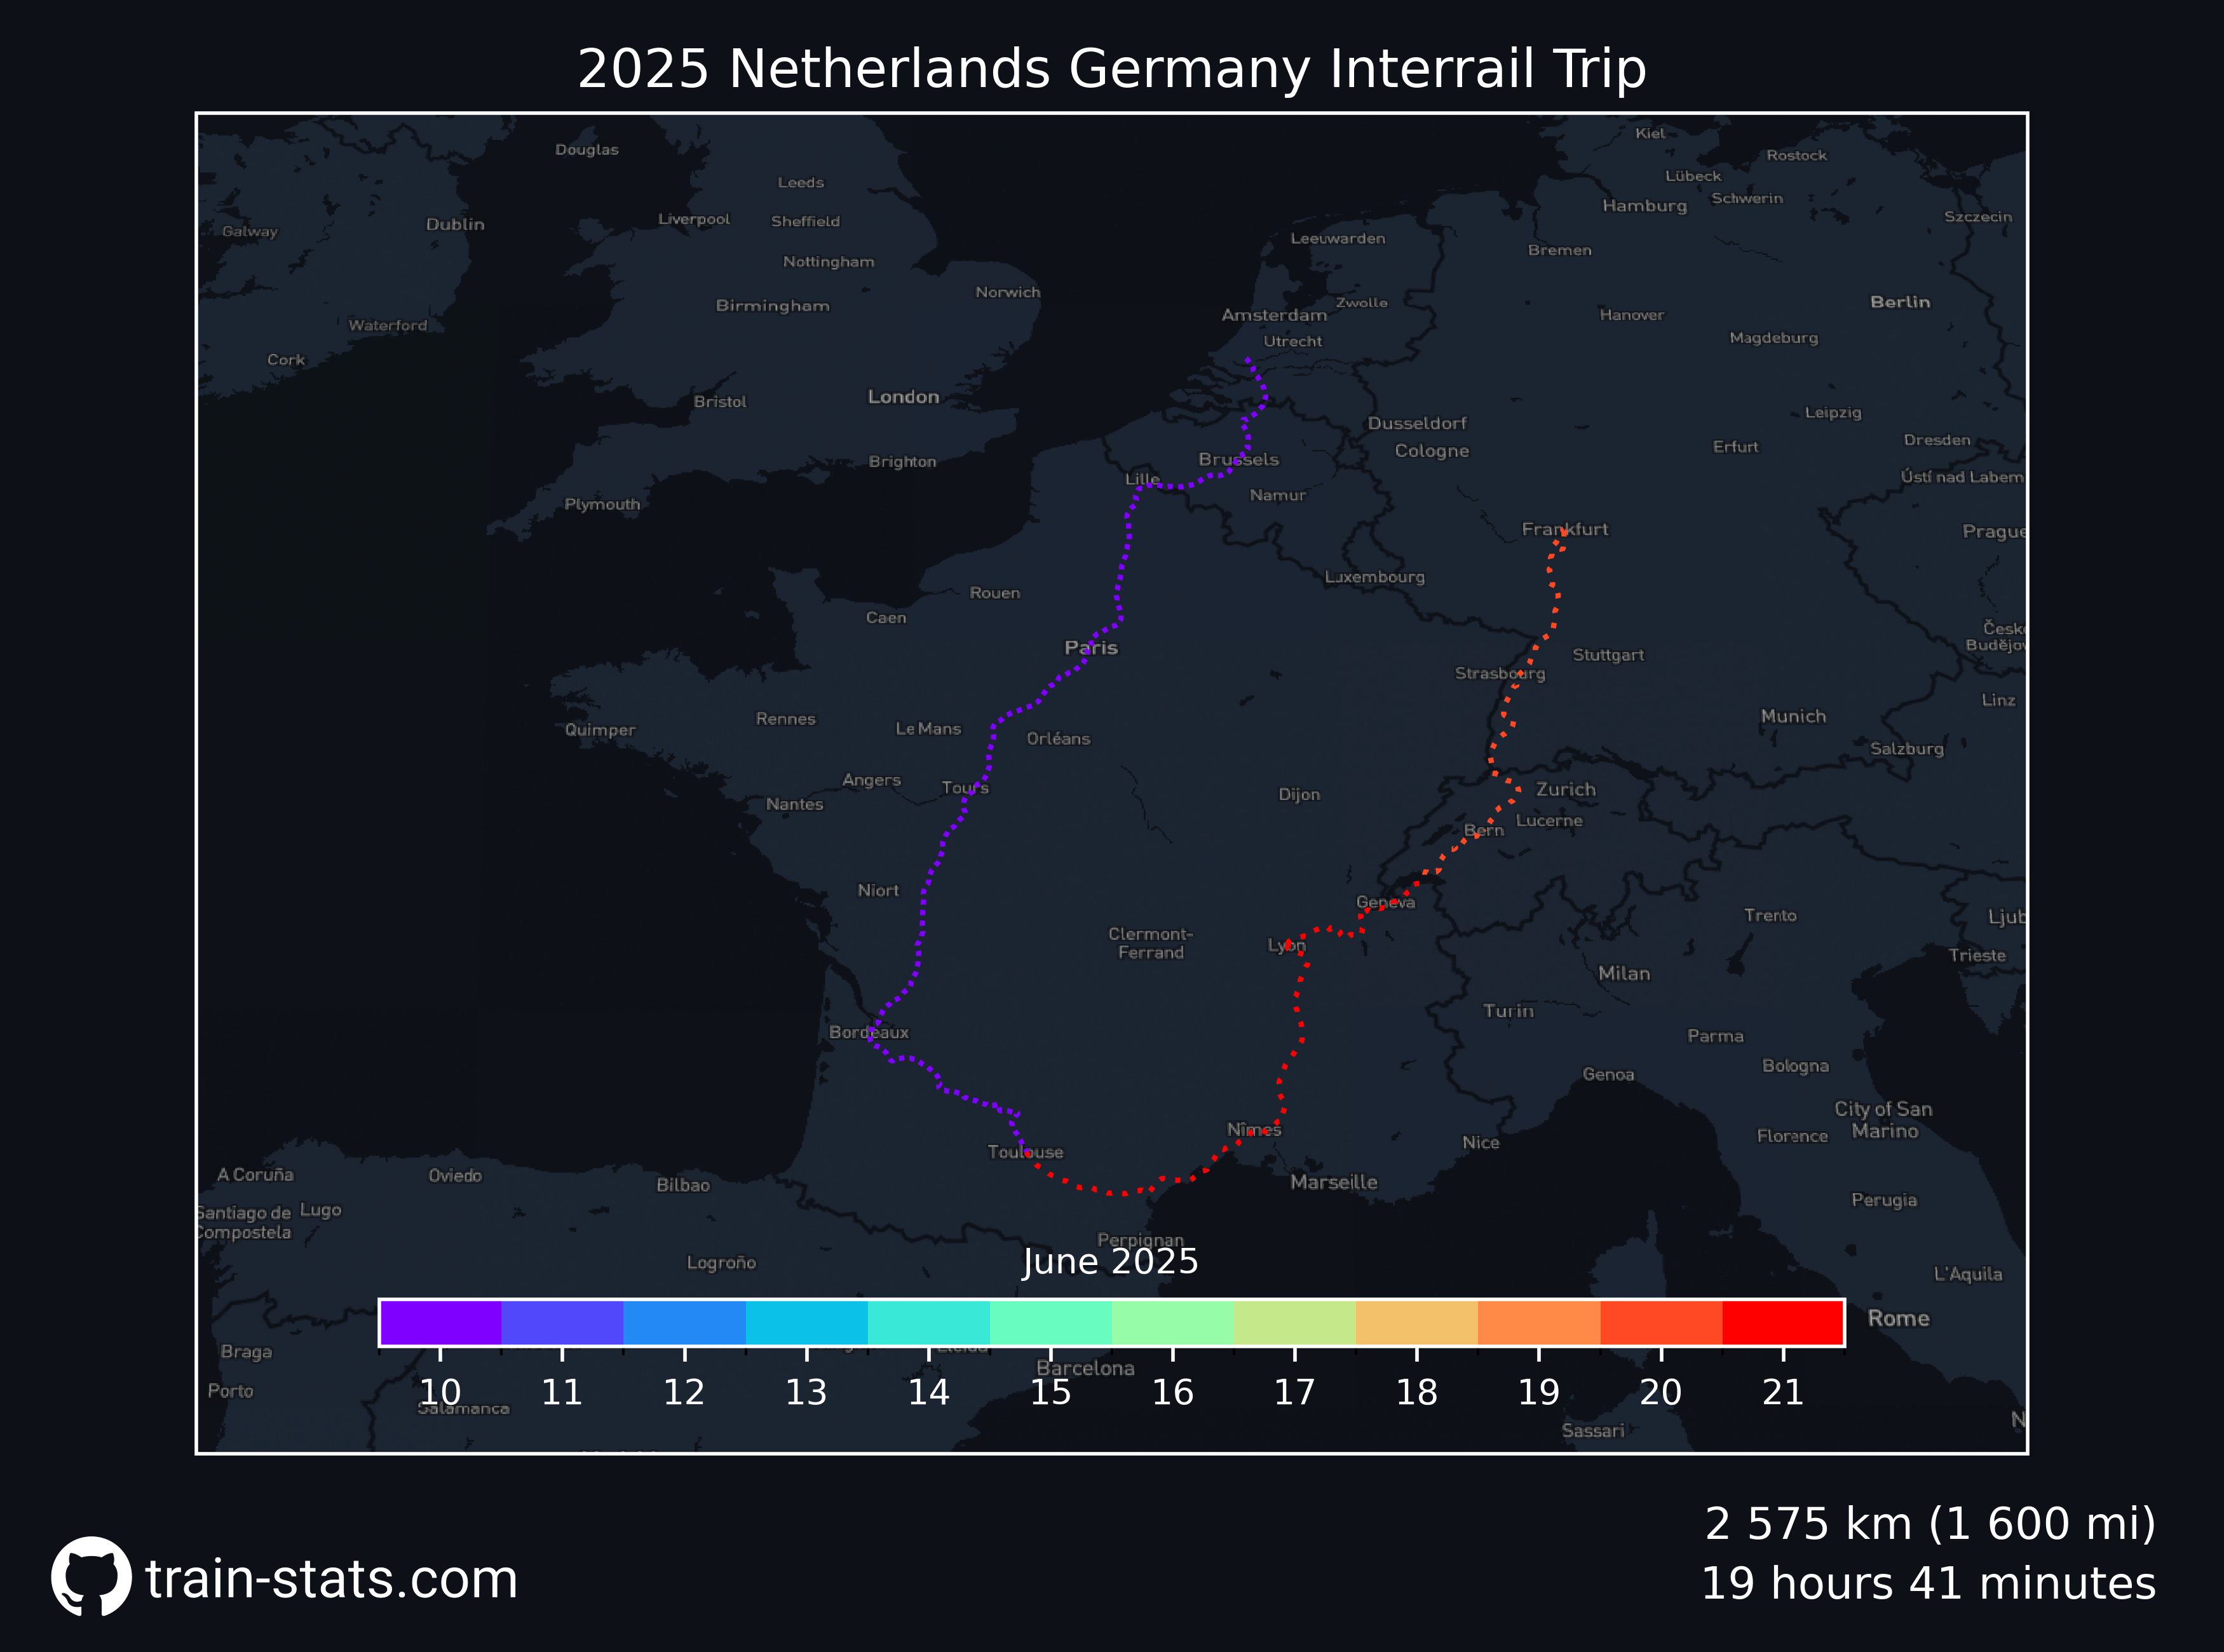 2025 Netherlands Germany Interrail Trip
Kiel
Douglas
Rostock
Lübeck
Leeds
Schwerin
Hamburg
Szczecin
Liverpool
Sheffield
Dublin
Galway
Leeuwarden
Bremen
Nottingham
Norwich
Birmingham
Zwolle
Berlin
Amsterdam
Hanover
Waterford
Utrecht
Magdeburg
Cork
London
Bristol
Leipzig
Dusseldorf
Dresden
Erfurt
Cologne
Brussels
Brighton
Lille
Ústí nad Labem
Namur
Plymouth
Frankfurt
Prague
Luxembourg
Rouen
Caen
České
Budějov
Paris
Stuttgart
Strasbourg
Linz
Munich
Rennes
Le Mans
Quimper
Orléans
Salzburg
Angers
Tours
Zurich
Dijon
Nantes
Lucerne
Bern
Niort
Geneva
Trento
Ljub
Clermont-
Ferrand
Lyon
Trieste
Milan
Turin
Bordeaux
Parma
Bologna
Genoa
City of San
Marino
Nîmes
Florence
Nice
Toulouse
A Coruña
Oviedo
Bilbao
Marseille
Perugia
Santiago de
Compostela
Lugo
Perpignan
June 2025
Logroño
L'Aquila
Rome
Lleida
Braga
Barcelona
Porto
10 11 12 13 14 15 16 17 18 19 20 21
Salamanca
N
Sassari
2 575 km (1 600 mi)
train-stats.com
19 hours 41 minutes